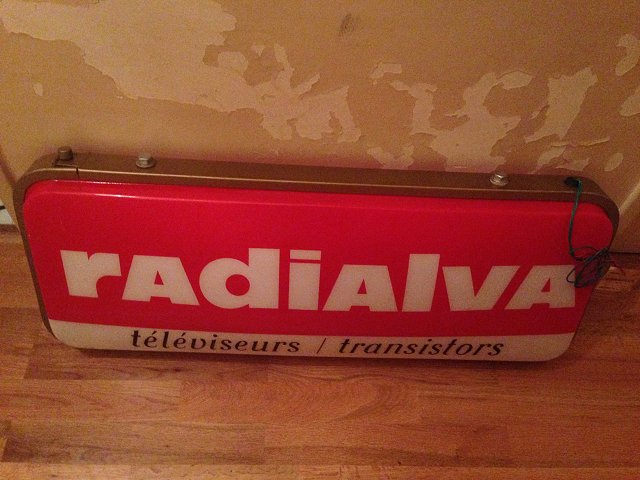 rAdiAlVA
téléviseurs / transistors